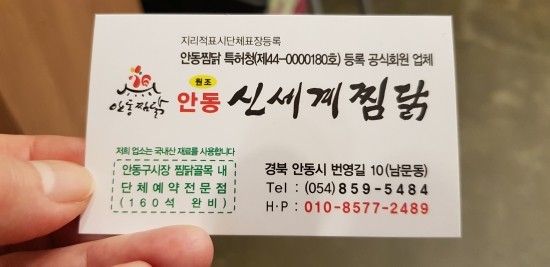 지리적표시단체표장등록
안동찜닭 특허청(제44-0000180호) 등록 공식회원 업체
안동찜닭
원조
안동 신세계찜닭
저희 업소는 국내산 재료를 사용합니다
안동구시장 찜닭골목 내
단체예약전문점
(160석 완비)
경북 안동시 번영길 10(남문동)
Tel : (054) 859-5484
H·P : 010-8577-2489